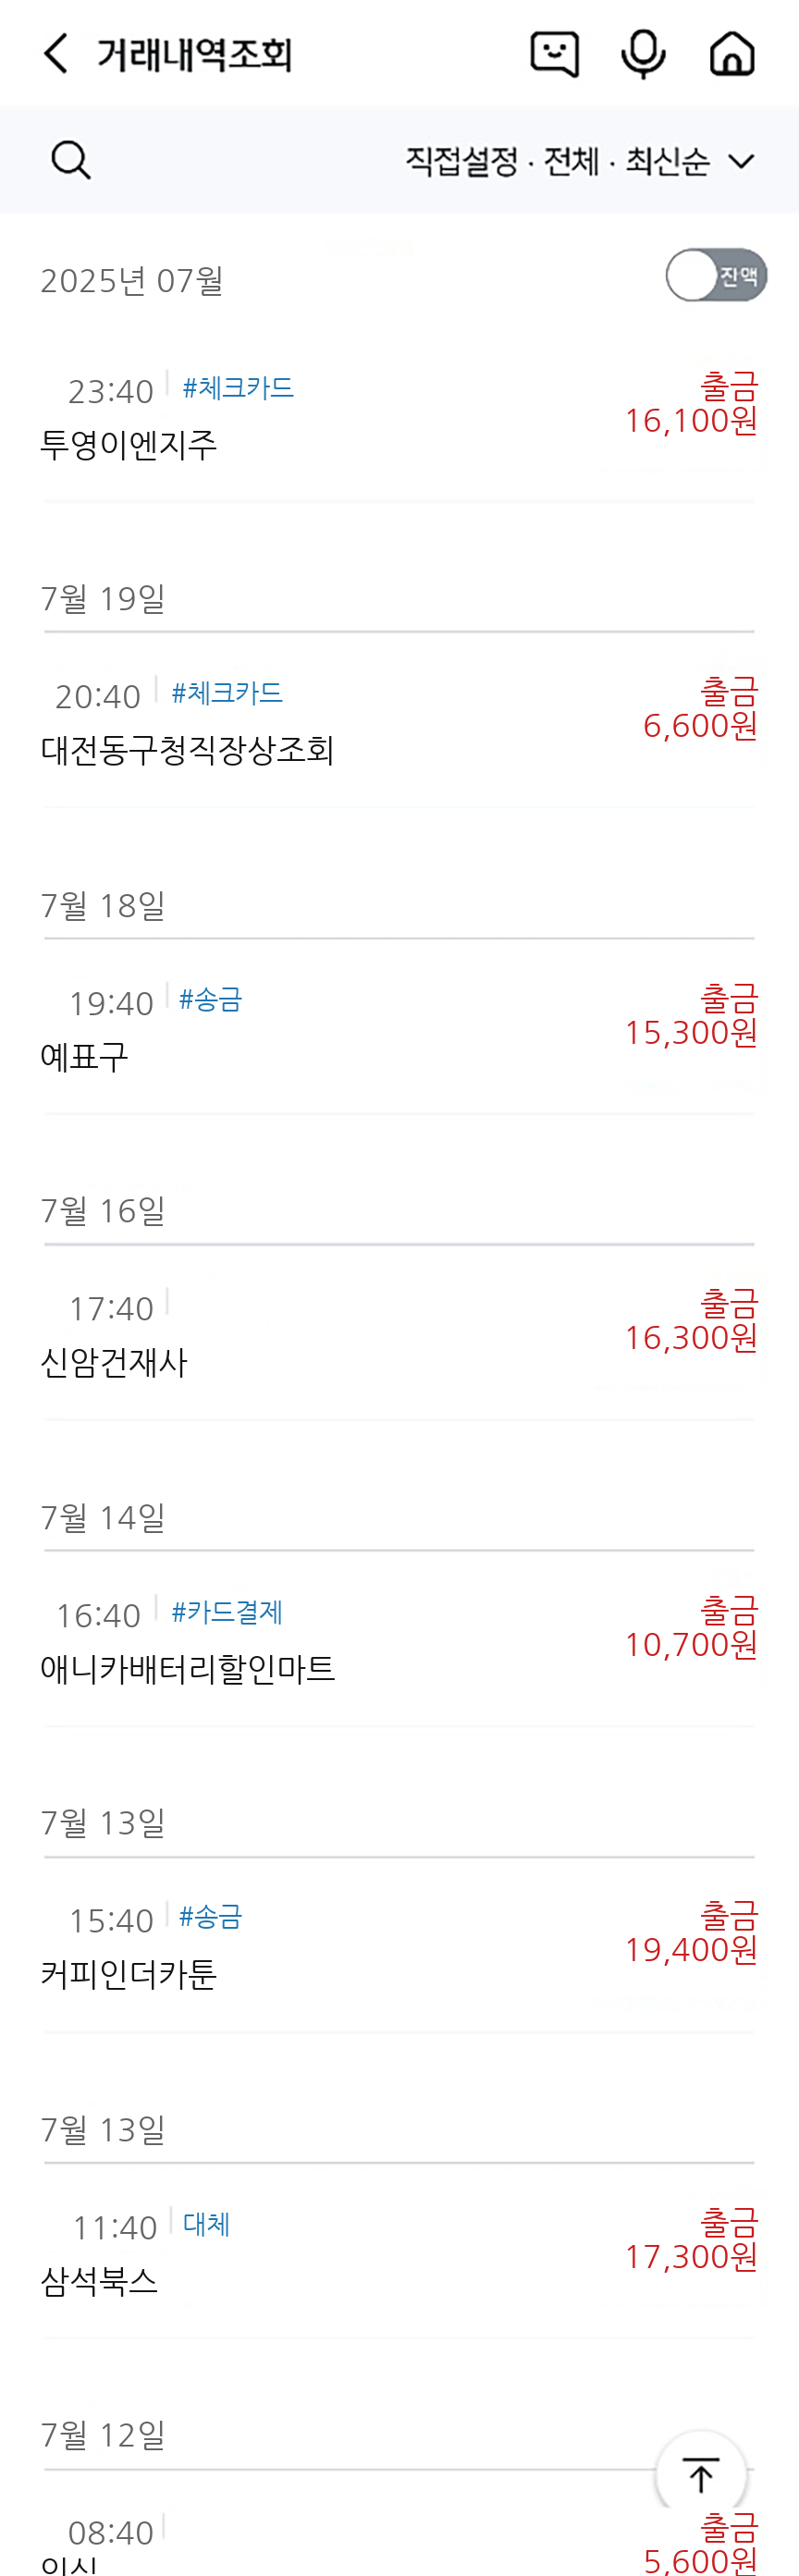 거래내역조회
직접설정 · 전체 · 최신순
2025년 07월
잔액
23:40 #체크카드
출금
투영이엔지주
16,100원
7월 19일
20:40 #체크카드
출금
대전동구청직장상조회
6,600원
7월 18일
19:40 #송금
출금
예표구
15,300원
7월 16일
17:40
출금
신암건재사
16,300원
7월 14일
16:40 #카드결제
출금
애니카배터리할인마트
10,700원
7월 13일
15:40 #송금
출금
커피인더카툰
19,400원
7월 13일
11:40 대체
출금
삼석북스
17,300원
7월 12일
08:40
출금
5,600원